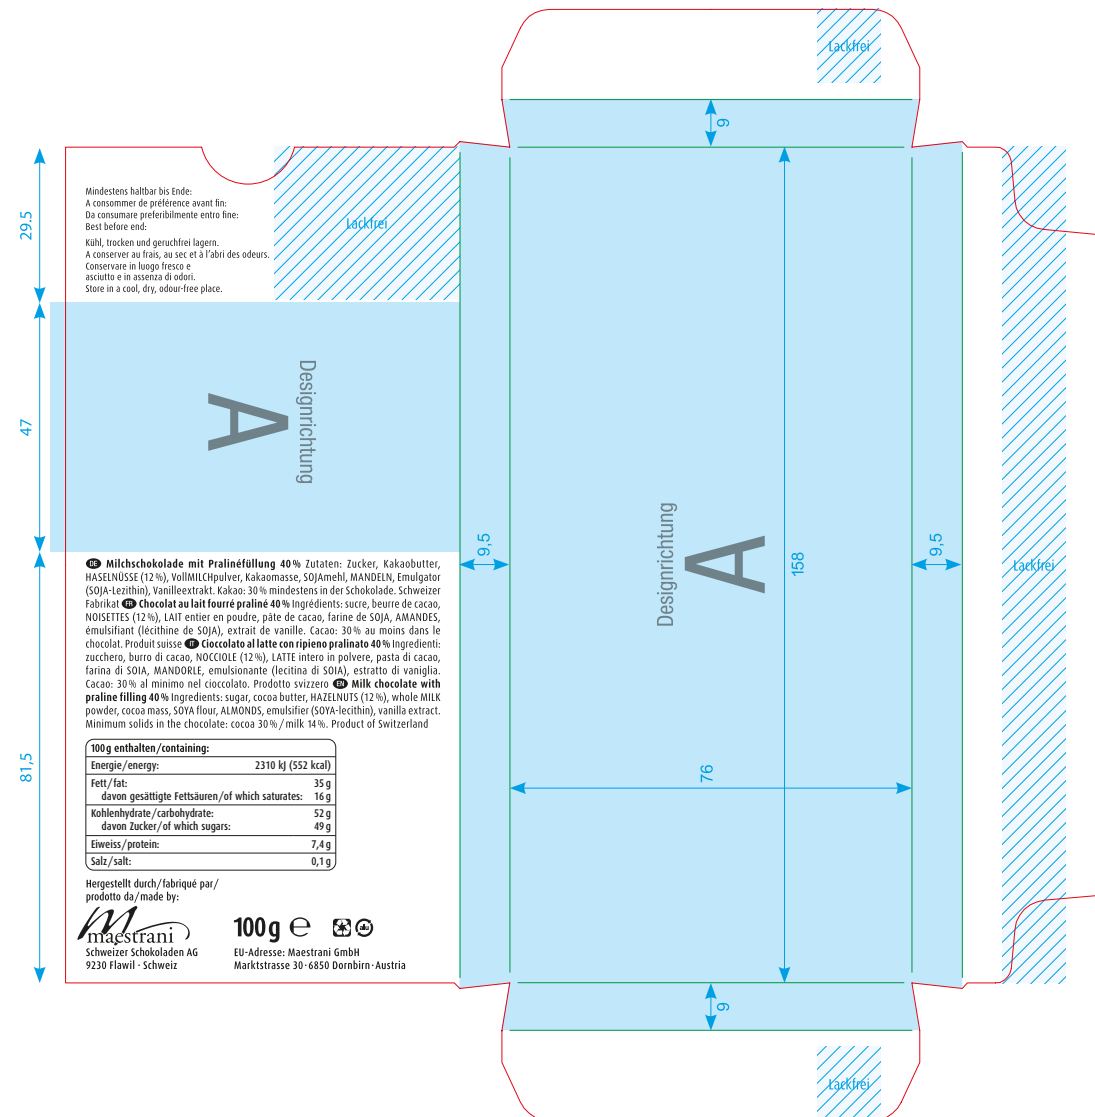 Lackfrei
9
Mindestens haltbar bis Ende:
A consommer de préférence avant fin:
Da consumare preferibilmente entro fine:
Best before end:
Kühl, trocken und geruchfrei lagern.
A conserver au frais, au sec et à l'abri des odeurs.
Conservare in luogo fresco e
asciutto e in assenza di odori.
Store in a cool, dry, odour-free place.
Lackfrei
29.5
47
81,5
Designrichtung
A
9,5
Designrichtung
A
158
76
9,5
Lackfrei
DE Milchschokolade mit Pralinéfüllung 40% Zutaten: Zucker, Kakaobutter,
HASELNÜSSE (12%), VollMILCHpulver, Kakaomasse, SOJAmehl, MANDELN, Emulgator
(SOJA-Lezithin), Vanilleextrakt. Kakao: 30% mindestens in der Schokolade. Schweizer
Fabrikat FR Chocolat au lait fourré praliné 40% Ingrédients: sucre, beurre de cacao,
NOISETTES (12%), LAIT entier en poudre, pâte de cacao, farine de SOJA, AMANDES,
émulsifiant (lécithine de SOJA), extrait de vanille. Cacao: 30% au moins dans le
chocolat. Produit suisse IT Cioccolato al latte con ripieno pralinato 40% Ingredienti:
zucchero, burro di cacao, NOCCIOLE (12%), LATTE intero in polvere, pasta di cacao,
farina di SOIA, MANDORLE, emulsionante (lecitina di SOIA), estratto di vaniglia.
Cacao: 30% al minimo nel cioccolato. Prodotto svizzero EN Milk chocolate with
praline filling 40% Ingredients: sugar, cocoa butter, HAZELNUTS (12%), whole MILK
powder, cocoa mass, SOYA flour, ALMONDS, emulsifier (SOYA-lecithin), vanilla extract.
Minimum solids in the chocolate: cocoa 30%/milk 14%. Product of Switzerland
100g enthalten/containing:
Energie/energy: 2310 kJ (552 kcal)
Fett/fat: 35 g
davon gesättigte Fettsäuren/of which saturates: 16 g
Kohlenhydrate/carbohydrate: 52 g
davon Zucker/of which sugars: 49 g
Eiweiss/protein: 7,4 g
Salz/salt: 0,1 g
Hergestellt durch/fabriqué par/
prodotto da/made by:
maestrani
Schweizer Schokoladen AG
9230 Flawil · Schweiz
100g ℮
alu
EU-Adresse: Maestrani GmbH
Marktstrasse 30 · 6850 Dornbirn · Austria
9
Lackfrei